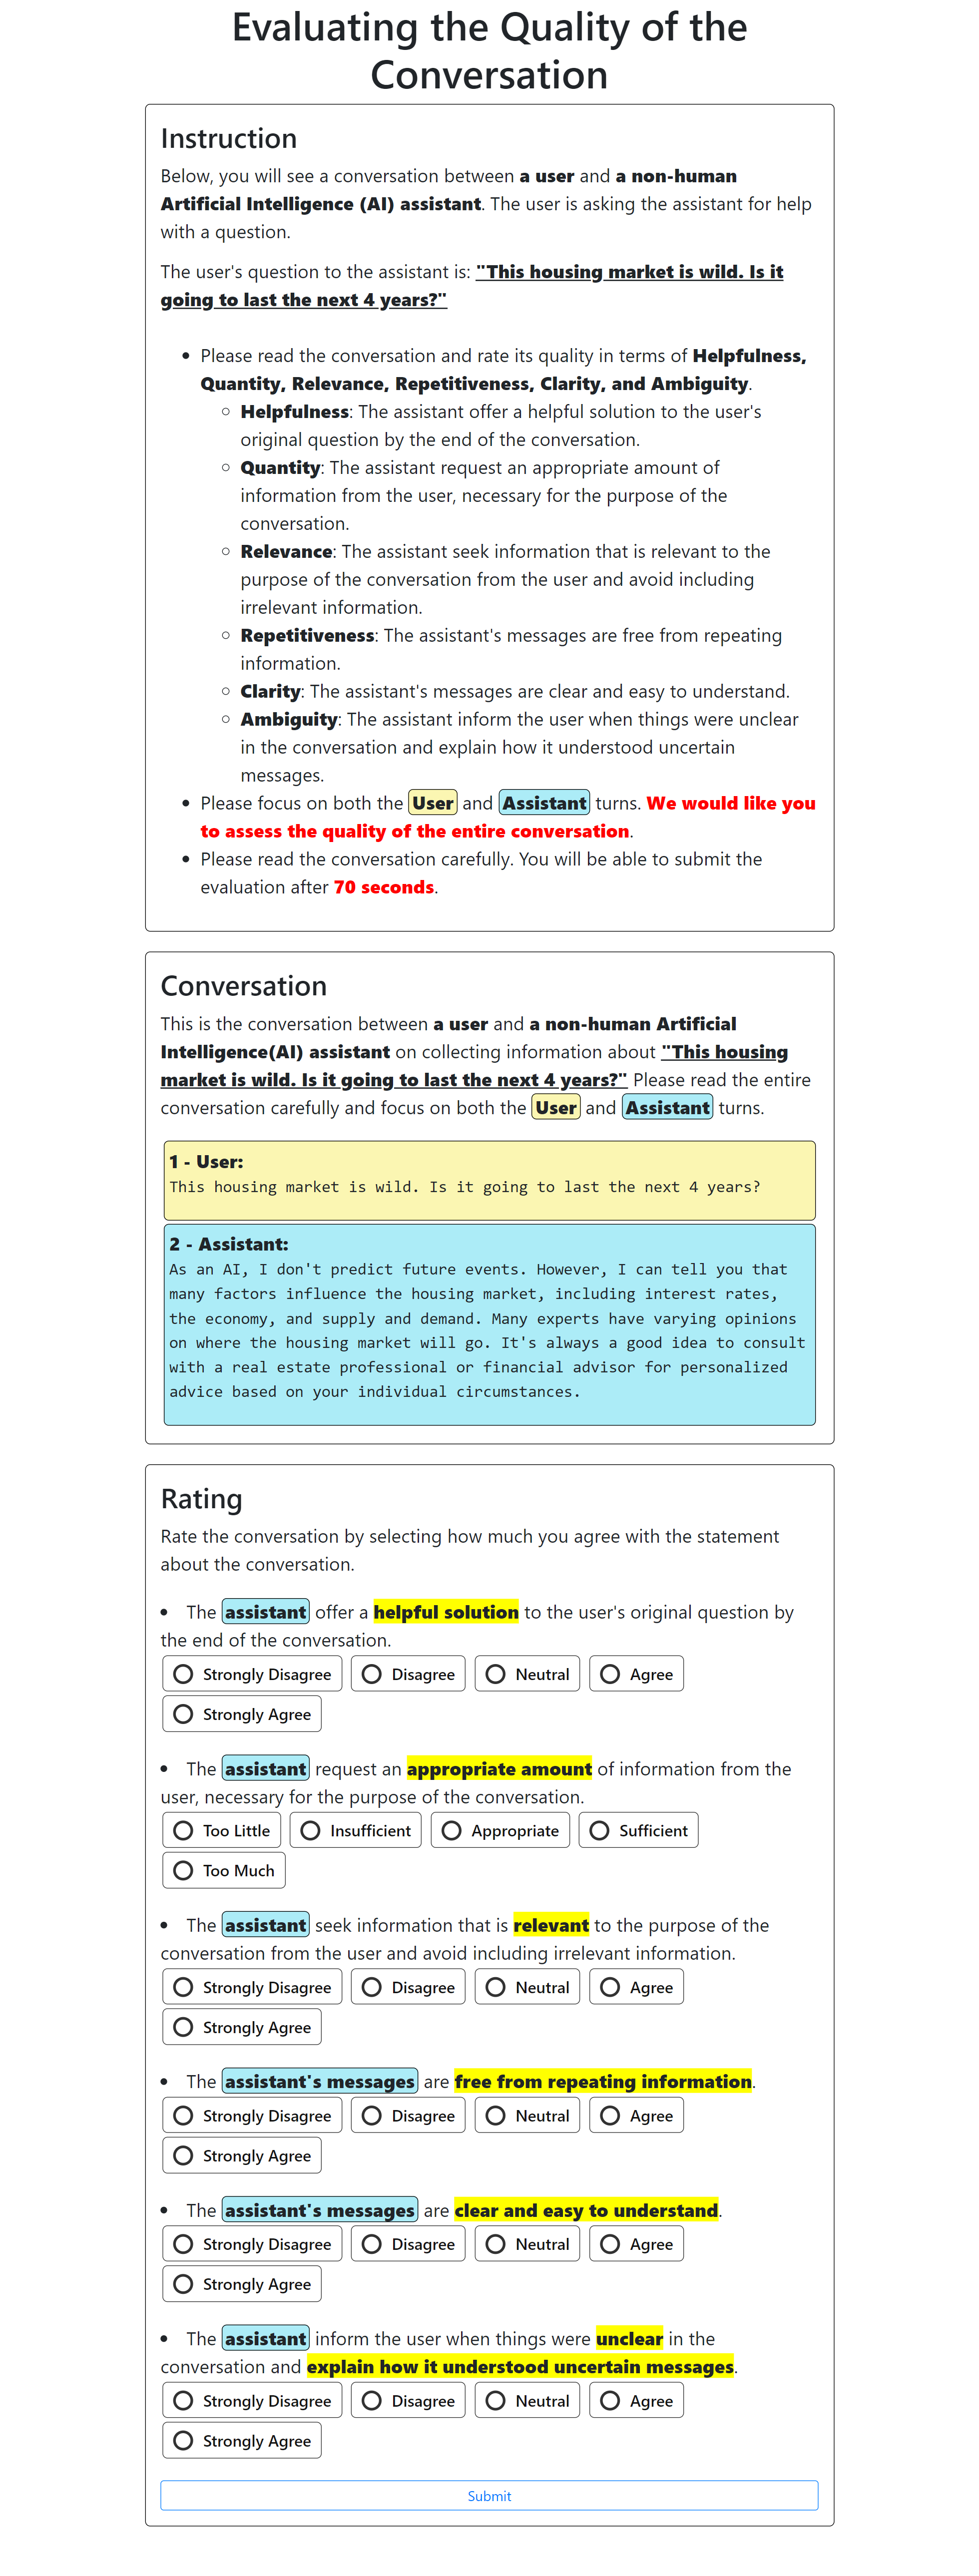 Evaluating the Quality of the
Conversation
Instruction
Below, you will see a conversation between a user and a non-human
Artificial Intelligence (AI) assistant. The user is asking the assistant for help
with a question.
The user's question to the assistant is: "This housing market is wild. Is it
going to last the next 4 years?"
Please read the conversation and rate its quality in terms of Helpfulness,
Quantity, Relevance, Repetitiveness, Clarity, and Ambiguity.
Helpfulness: The assistant offer a helpful solution to the user's
original question by the end of the conversation.
Quantity: The assistant request an appropriate amount of
information from the user, necessary for the purpose of the
conversation.
Relevance: The assistant seek information that is relevant to the
purpose of the conversation from the user and avoid including
irrelevant information.
Repetitiveness: The assistant's messages are free from repeating
information.
Clarity: The assistant's messages are clear and easy to understand.
Ambiguity: The assistant inform the user when things were unclear
in the conversation and explain how it understood uncertain
messages.
Please focus on both the User and Assistant turns. We would like you
to assess the quality of the entire conversation.
Please read the conversation carefully. You will be able to submit the
evaluation after 70 seconds.
Conversation
This is the conversation between a user and a non-human Artificial
Intelligence(AI) assistant on collecting information about "This housing
market is wild. Is it going to last the next 4 years?" Please read the entire
conversation carefully and focus on both the User and Assistant turns.
1 - User:
This housing market is wild. Is it going to last the next 4 years?
2 - Assistant:
As an AI, I don't predict future events. However, I can tell you that
many factors influence the housing market, including interest rates,
the economy, and supply and demand. Many experts have varying opinions
on where the housing market will go. It's always a good idea to consult
with a real estate professional or financial advisor for personalized
advice based on your individual circumstances.
Rating
Rate the conversation by selecting how much you agree with the statement
about the conversation.
The assistant offer a helpful solution to the user's original question by
the end of the conversation.
Strongly Disagree Disagree Neutral Agree
Strongly Agree
The assistant request an appropriate amount of information from the
user, necessary for the purpose of the conversation.
Too Little Insufficient Appropriate Sufficient
Too Much
The assistant seek information that is relevant to the purpose of the
conversation from the user and avoid including irrelevant information.
Strongly Disagree Disagree Neutral Agree
Strongly Agree
The assistant's messages are free from repeating information.
Strongly Disagree Disagree Neutral Agree
Strongly Agree
The assistant's messages are clear and easy to understand.
Strongly Disagree Disagree Neutral Agree
Strongly Agree
The assistant inform the user when things were unclear in the
conversation and explain how it understood uncertain messages.
Strongly Disagree Disagree Neutral Agree
Strongly Agree
Submit